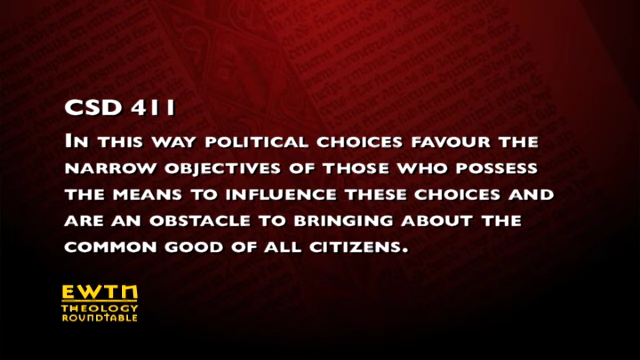 CSD 411
In this way political choices favour the
narrow objectives of those who possess
the means to influence these choices and
are an obstacle to bringing about the
common good of all citizens.
EWTN
THEOLOGY
ROUNDTABLE